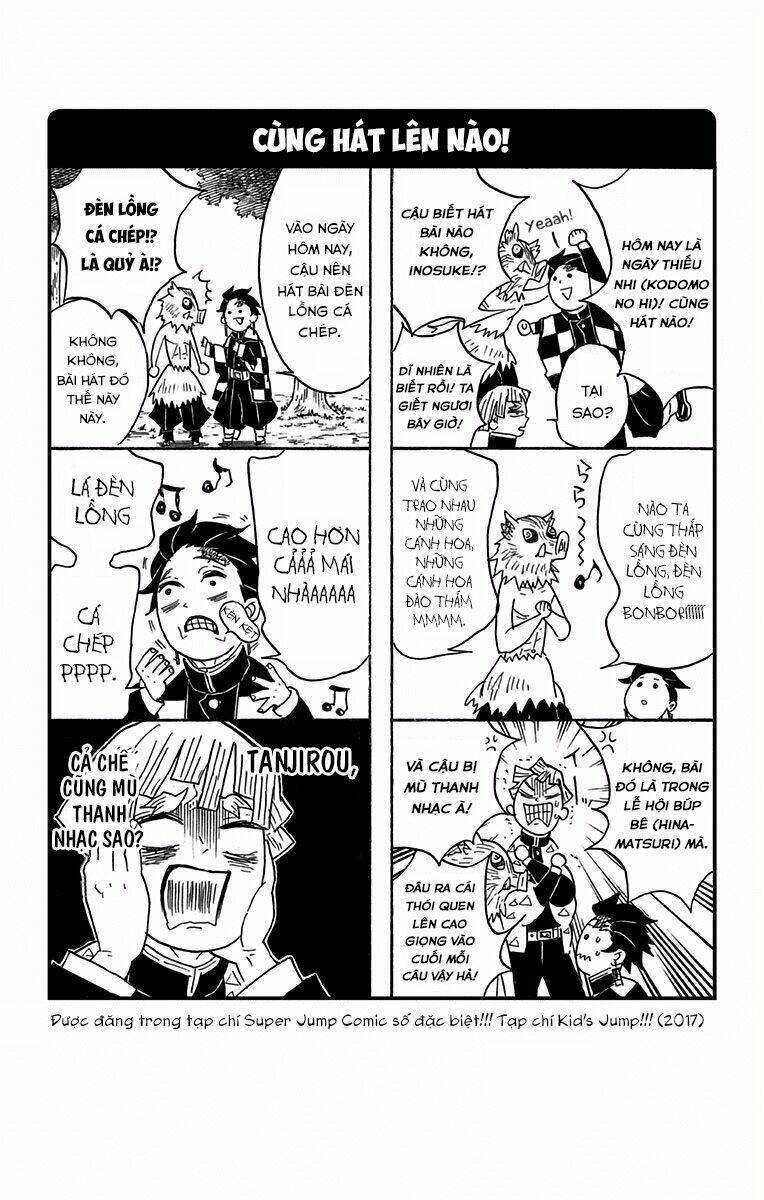 CÙNG HÁT LÊN NÀO!
HÔM NAY LÀ
NGÀY THIẾU
NHI (KODOMO
NO HI)! CÙNG
HÁT NÀO!
Yeaah!
CẬU BIẾT HÁT
BÀI NÀO
KHÔNG,
INOSUKE!?
DĨ NHIÊN LÀ
BIẾT RỒI! TA
GIẾT NGƯƠI
BÂY GIỜ!
TẠI
SAO?
NÀO TA
CÙNG THẮP
SÁNG ĐÈN
LỒNG, ĐÈN
LỒNG
BONBORIIIIII
ららら〜
VÀ CÙNG
TRAO NHAU
NHỮNG
CÁNH HOA,
NHỮNG
CÁNH HOA
ĐÀO THẮM
MMMM.
KHÔNG, BÀI
ĐÓ LÀ TRONG
LỄ HỘI BÚP
BÊ (HINA-
MATSURI) MÀ.
VÀ CẬU BỊ
MÙ THANH
NHẠC À!
ĐÂU RA CÁI
THÓI QUEN
LÊN CAO
GIỌNG VÀO
CUỐI MỖI
CÂU VẬY HẢ!
VÀO NGÀY
HÔM NAY,
CẬU NÊN
HÁT BÀI ĐÈN
LỒNG CÁ
CHÉP.
ĐÈN LỒNG
CÁ CHÉP!?
LÀ QUỶ À!?
KHÔNG
KHÔNG,
BÀI HÁT ĐÓ
THẾ NÀY
NÀY.
CAO HƠN
CẢẢẢ MÁI
NHÀAAAAA
LÁ ĐÈN
LỒNG
CÁ
CHÉP
PPPP.
KÈN KẸT
TANJIROU,
CẢ CHẾ
CŨNG MÙ
THANH
NHẠC SAO?
Được đăng trong tạp chí Super Jump Comic số đặc biệt!!! Tạp chí Kid's Jump!!! (2017)